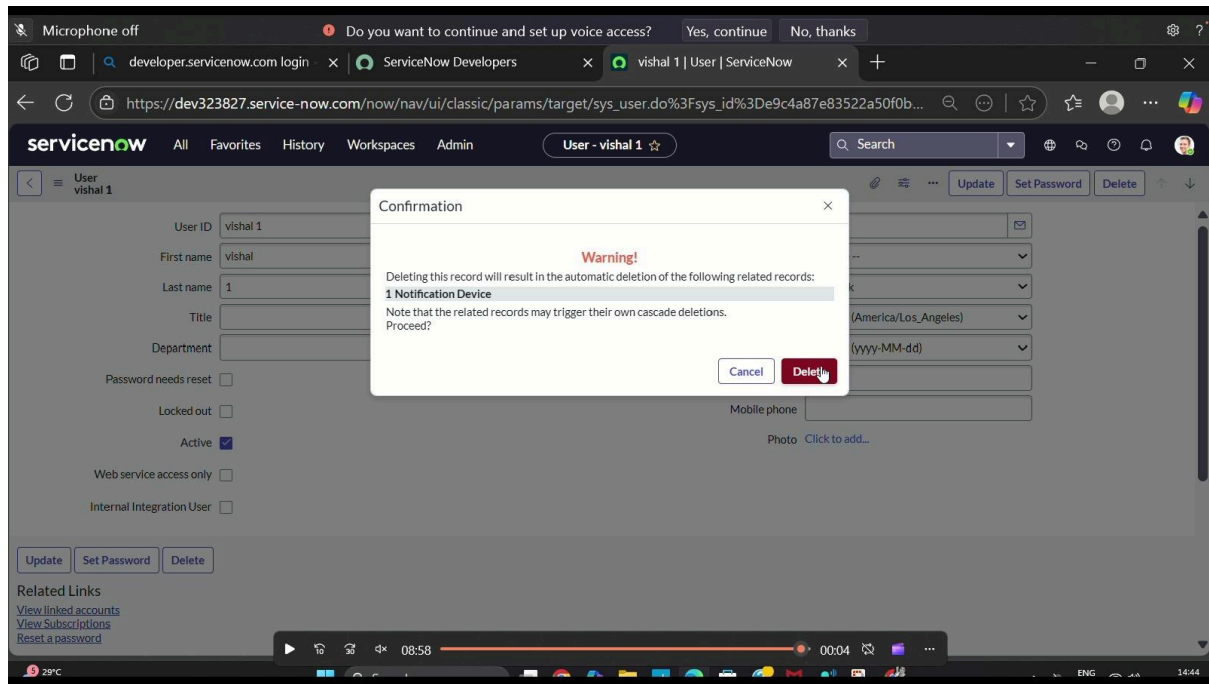 Microphone off
Do you want to continue and set up voice access? Yes, continue No, thanks
developer.servicenow.com login ServiceNow Developers vishal 1 | User | ServiceNow
https://dev323827.service-now.com/now/nav/ui/classic/params/target/sys_user.do%3Fsys_id%3De9c4a87e83522a50f0b...
servicenow All Favorites History Workspaces Admin User - vishal 1 Search
User
vishal 1
Update Set Password Delete
Confirmation
Warning!
Deleting this record will result in the automatic deletion of the following related records:
1 Notification Device
Note that the related records may trigger their own cascade deletions.
Proceed?
Cancel Delet
User ID vishal 1
First name vishal
--
Last name 1
Title
(America/Los_Angeles)
Department
(yyyy-MM-dd)
Password needs reset
Locked out
Mobile phone
Active
Photo Click to add...
Web service access only
Internal Integration User
Update Set Password Delete
Related Links
View linked accounts
View Subscriptions
Reset a password
10 30 08:58 00:04
5 29°C
ENG 14:44